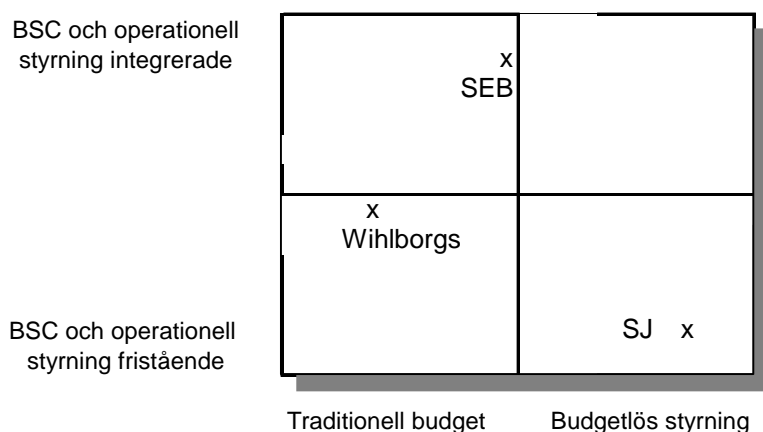 BSC och operationell
styrning integrerade
x
SEB
x
Wihlborgs
BSC och operationell
styrning fristående
SJ x
Traditionell budget
Budgetlös styrning